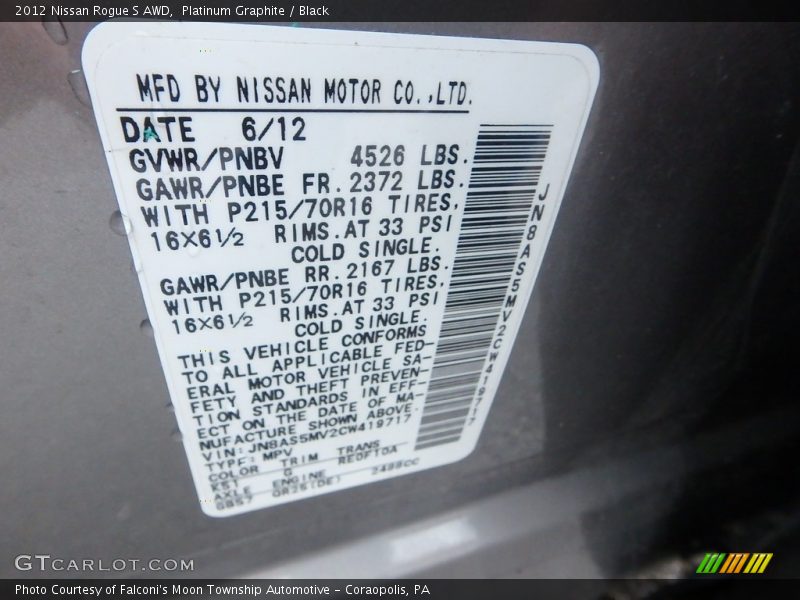 2012 Nissan Rogue S AWD, Platinum Graphite / Black
MFD BY NISSAN MOTOR CO.,LTD.
DATE 6/12
GVWR/PNBV 4526 LBS.
GAWR/PNBE FR. 2372 LBS.
WITH P215/70R16 TIRES.
16X6½ RIMS.AT 33 PSI
COLD SINGLE.
GAWR/PNBE RR. 2167 LBS.
WITH P215/70R16 TIRES.
16X6½ RIMS.AT 33 PSI
COLD SINGLE.
THIS VEHICLE CONFORMS
TO ALL APPLICABLE FED-
ERAL MOTOR VEHICLE SA-
FETY AND THEFT PREVEN-
TION STANDARDS IN EFF-
ECT ON THE DATE OF MA-
NUFACTURE SHOWN ABOVE.
VIN: JN8AS5MV2CW419717
TYPE: MPV
COLOR TRIM TRANS
G RE0F10A
AXLE ENGINE 2488CC
QR25(DE)
JN8AS5MV2CW419717
GTCARLOT.COM
Photo Courtesy of Falconi's Moon Township Automotive - Coraopolis, PA